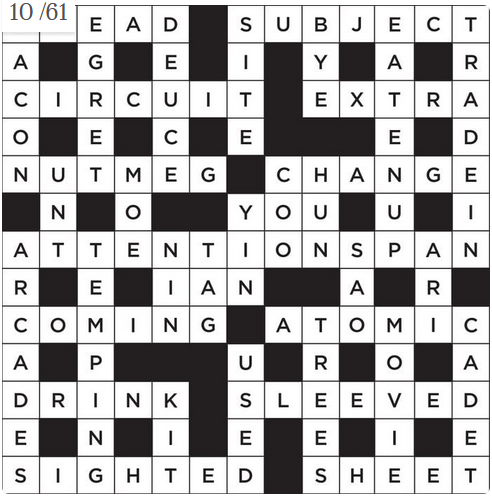 10 /61
E A D S U B J E C T
A G E I Y A R
C I R C U I T E X T R A
O E C E E D
N U T M E G C H A N G E
N O Y O U U I
A T T E N T I O N S P A N
R E I A N A R
C O M I N G A T O M I C
A P U R O A
D R I N K S L E E V E D
E N I E E I E
S I G H T E D S H E E T